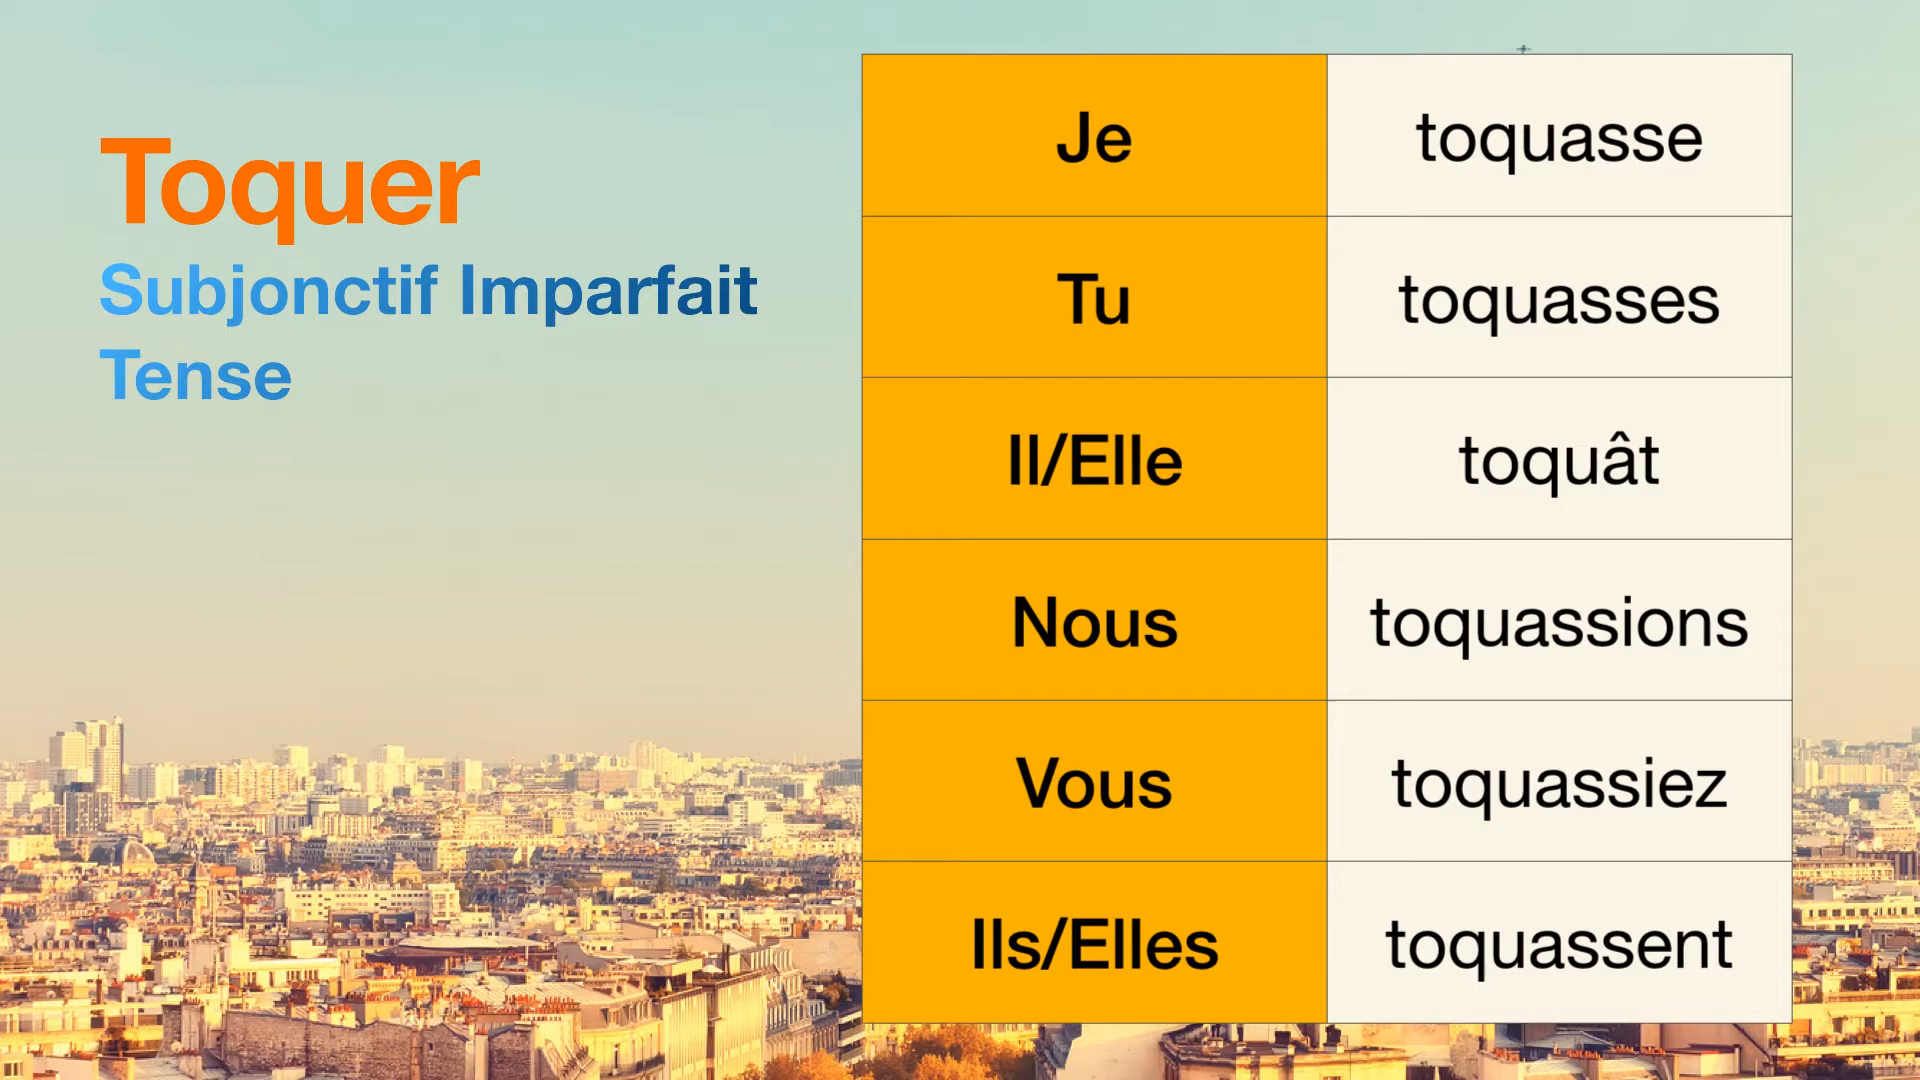 Toquer
Subjonctif Imparfait
Tense
Je toquasse
Tu toquasses
Il/Elle toquât
Nous toquassions
Vous toquassiez
Ils/Elles toquassent